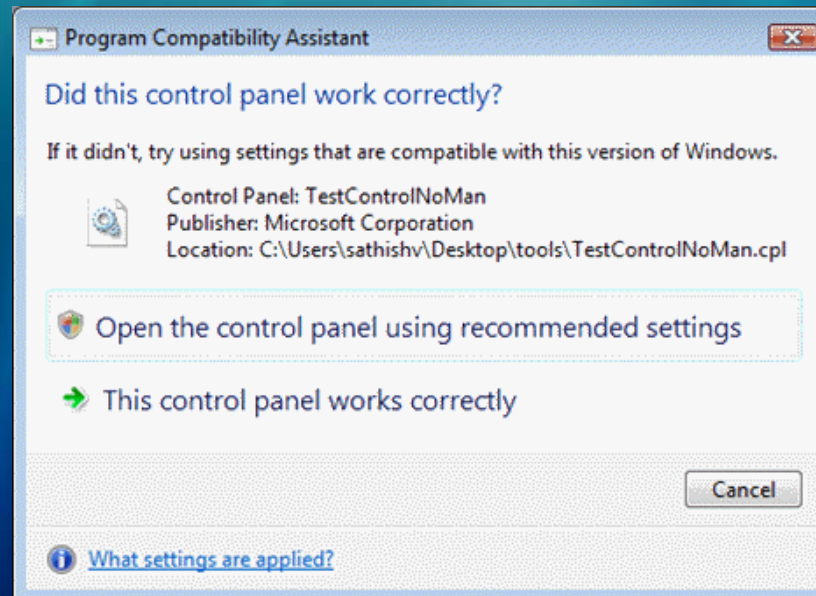 Program Compatibility Assistant
Did this control panel work correctly?
If it didn't, try using settings that are compatible with this version of Windows.
Control Panel: TestControlNoMan
Publisher: Microsoft Corporation
Location: C:\Users\sathishv\Desktop\tools\TestControlNoMan.cpl
Open the control panel using recommended settings
This control panel works correctly
Cancel
What settings are applied?